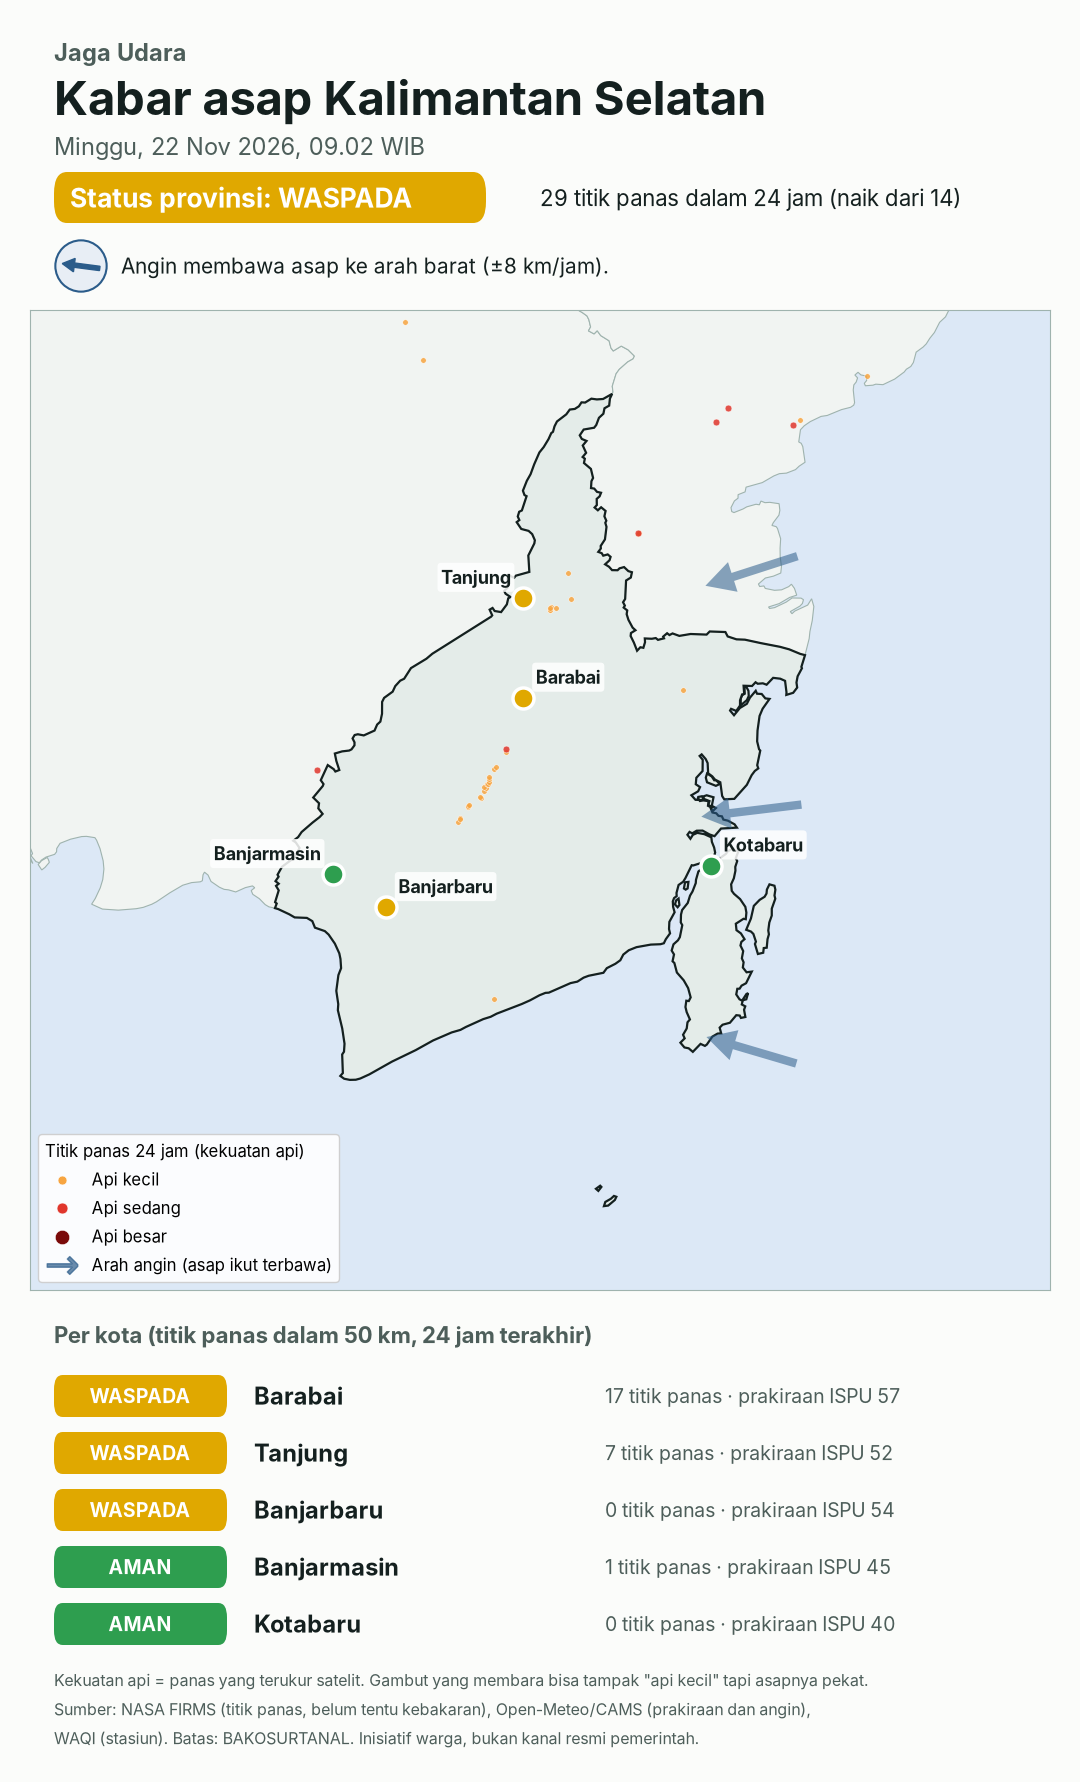 Jaga Udara
Kabar asap Kalimantan Selatan
Minggu, 22 Nov 2026, 09.02 WIB
Status provinsi: WASPADA
29 titik panas dalam 24 jam (naik dari 14)
Angin membawa asap ke arah barat (±8 km/jam).
Tanjung
Barabai
Banjarmasin
Kotabaru
Banjarbaru
Titik panas 24 jam (kekuatan api)
Api kecil
Api sedang
Api besar
Arah angin (asap ikut terbawa)
Per kota (titik panas dalam 50 km, 24 jam terakhir)
WASPADA Barabai 17 titik panas · prakiraan ISPU 57
WASPADA Tanjung 7 titik panas · prakiraan ISPU 52
WASPADA Banjarbaru 0 titik panas · prakiraan ISPU 54
AMAN Banjarmasin 1 titik panas · prakiraan ISPU 45
AMAN Kotabaru 0 titik panas · prakiraan ISPU 40
Kekuatan api = panas yang terukur satelit. Gambut yang membara bisa tampak "api kecil" tapi asapnya pekat.
Sumber: NASA FIRMS (titik panas, belum tentu kebakaran), Open-Meteo/CAMS (prakiraan dan angin),
WAQI (stasiun). Batas: BAKOSURTANAL. Inisiatif warga, bukan kanal resmi pemerintah.